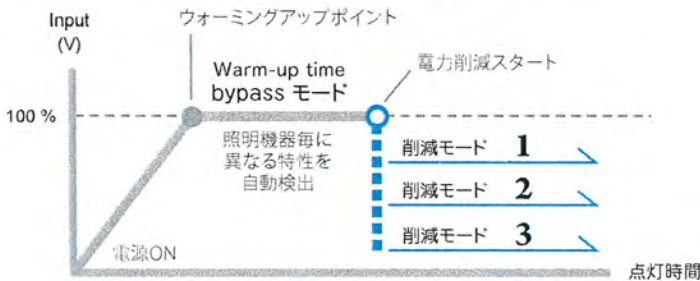 Input
(V)
ウォーミングアップポイント
Warm-up time
bypass モード
電力削減スタート
100 %
照明機器毎に
異なる特性を
自動検出
削減モード 1
削減モード 2
削減モード 3
電源ON
点灯時間